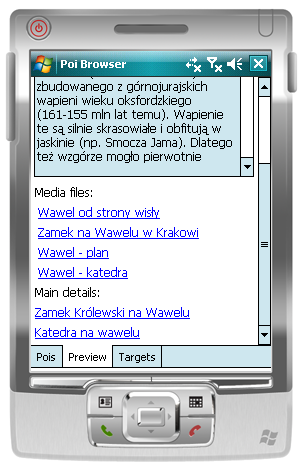 Poi Browser
zbudowanego z górnojurajskich
wapieni wieku oksfordzkiego
(161-155 mln lat temu). Wapienie
te są silnie skrasowiałe i obfitują w
jaskinie (np. Smocza Jama). Dlatego
też wzgórze mogło pierwotnie
Media files:
Wawel od strony wisły
Zamek na Wawelu w Krakowi
Wawel - plan
Wawel - katedra
Main details:
Zamek Królewski na Wawelu
Katedra na wawelu
Pois Preview Targets